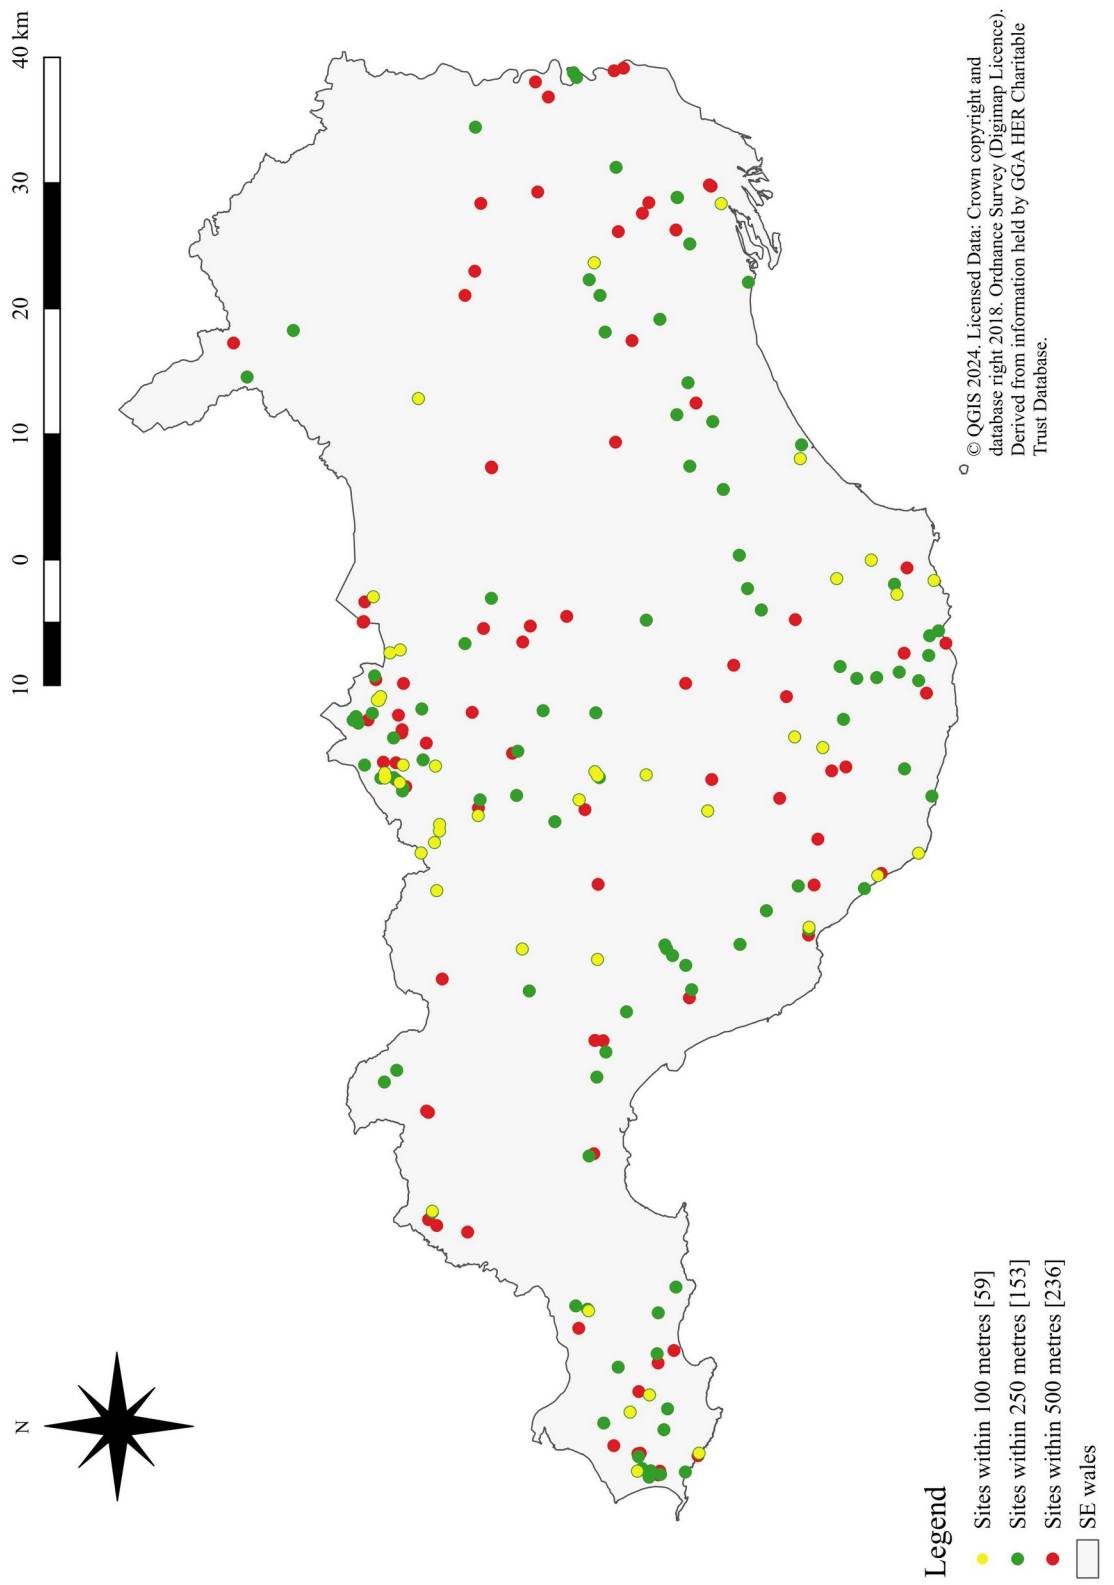 N
10
0
10
20
30
40 km
Legend
Sites within 100 metres [59]
Sites within 250 metres [153]
Sites within 500 metres [236]
SE wales
© QGIS 2024. Licensed Data: Crown copyright and
database right 2018. Ordnance Survey (Digimap Licence).
Derived from information held by GGA HER Charitable
Trust Database.